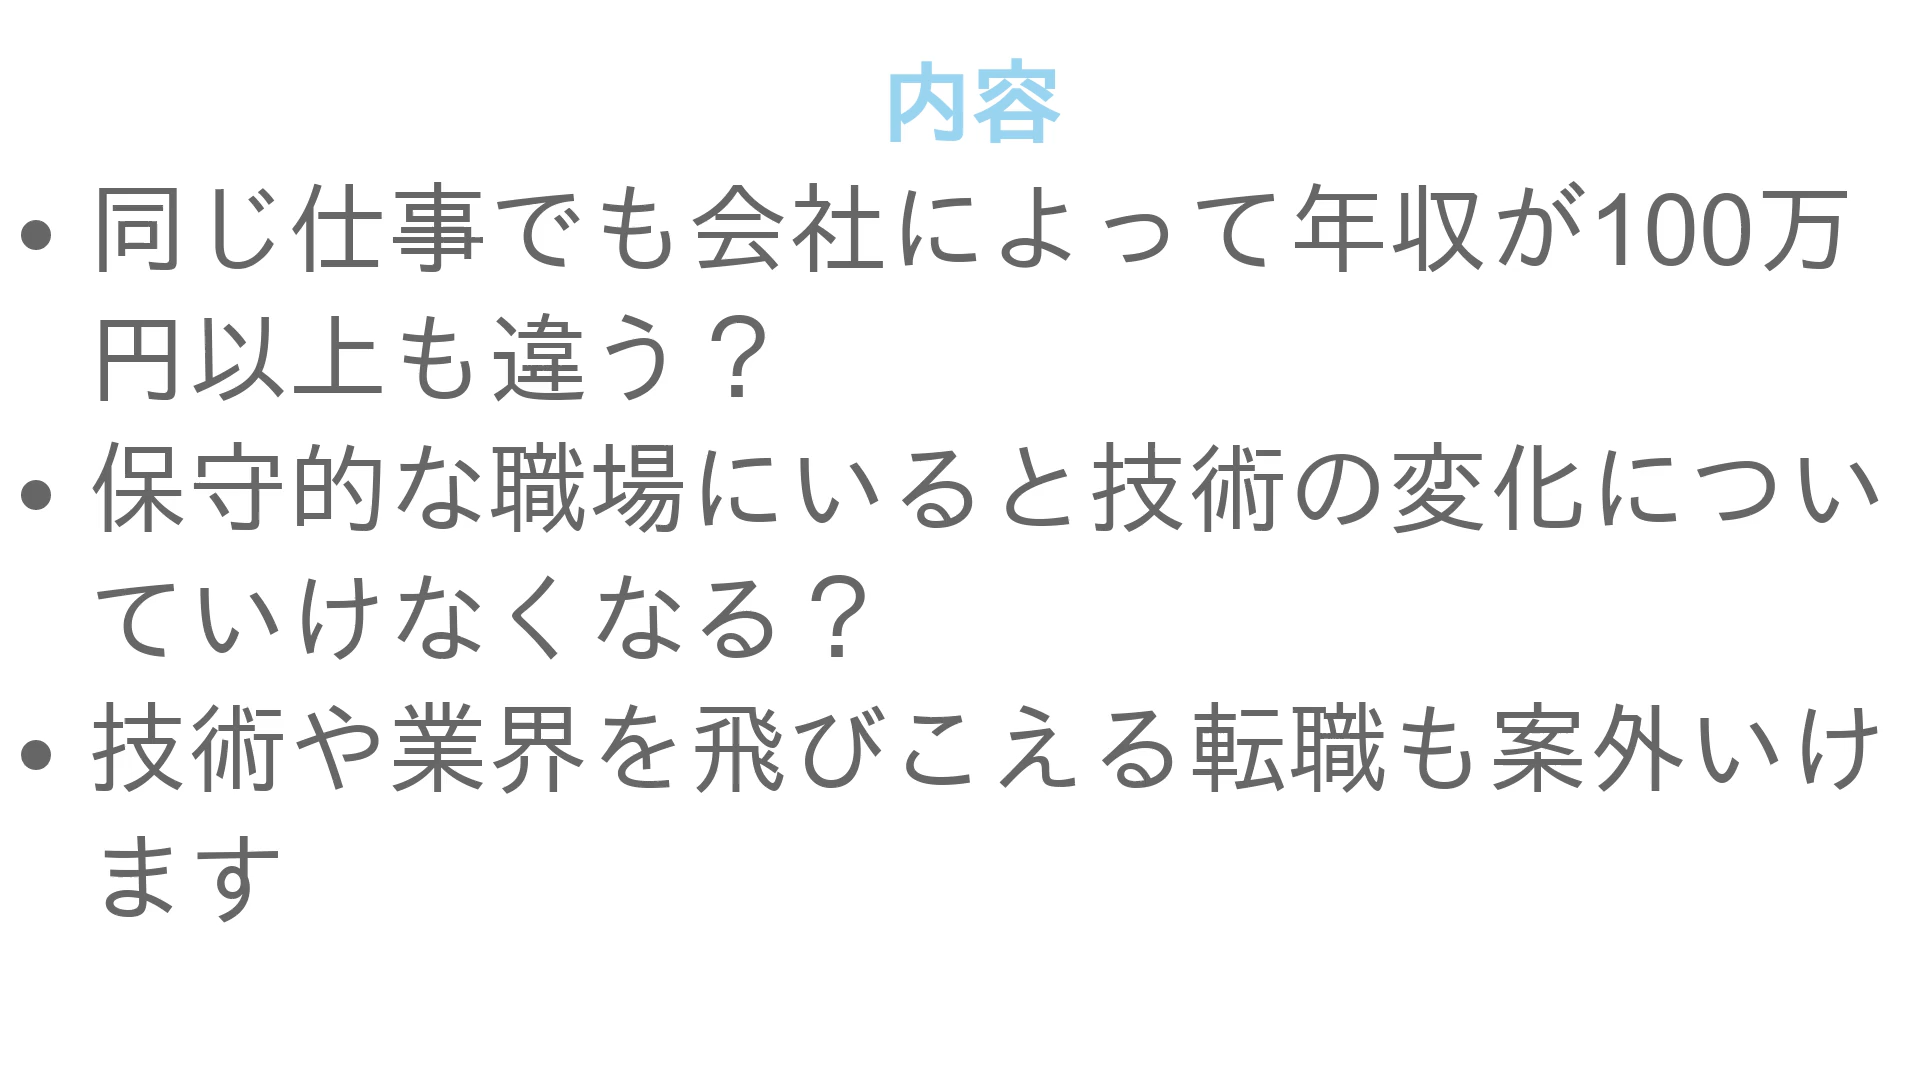 内容
• 同じ仕事でも会社によって年収が100万
円以上も違う？
• 保守的な職場にいると技術の変化につい
ていけなくなる？
• 技術や業界を飛びこえる転職も案外いけ
ます